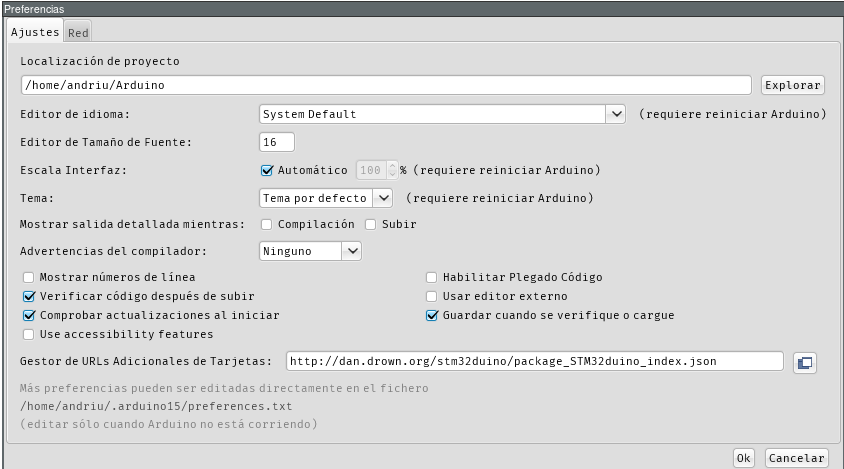 Preferencias
Ajustes Red
Localización de proyecto
/home/andriu/Arduino Explorar
Editor de idioma: System Default (requiere reiniciar Arduino)
Editor de Tamaño de Fuente: 16
Escala Interfaz: Automático 100 % (requiere reiniciar Arduino)
Tema: Tema por defecto (requiere reiniciar Arduino)
Mostrar salida detallada mientras: Compilación Subir
Advertencias del compilador: Ninguno
Mostrar números de línea Habilitar Plegado Código
Verificar código después de subir Usar editor externo
Comprobar actualizaciones al iniciar Guardar cuando se verifique o cargue
Use accessibility features
Gestor de URLs Adicionales de Tarjetas: http://dan.drown.org/stm32duino/package_STM32duino_index.json
Más preferencias pueden ser editadas directamente en el fichero
/home/andriu/.arduino15/preferences.txt
(editar sólo cuando Arduino no está corriendo)
Ok Cancelar